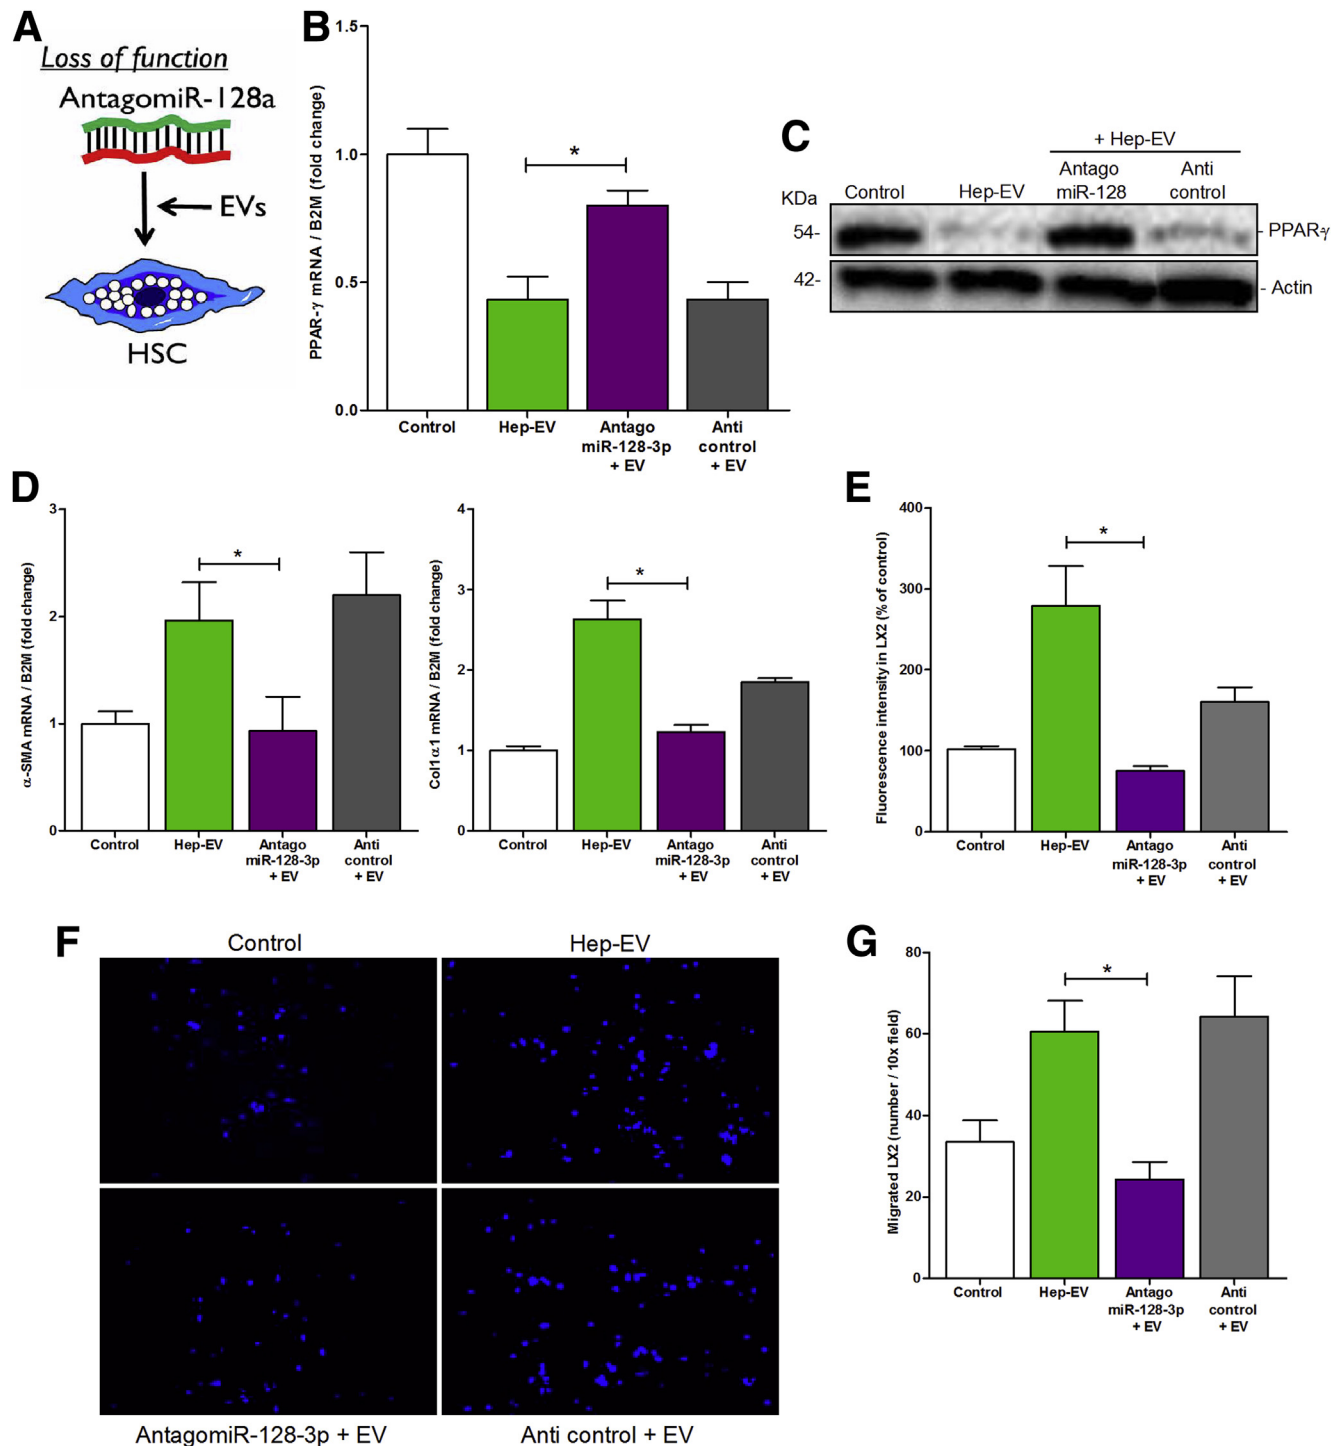 A
Loss of function
AntagomiR-128a
EVs
HSC
B
PPAR-γ mRNA / B2M (fold change)
1.5
1.0
0.5
0.0
*
Control
Hep-EV
Antago
miR-128-3p
+ EV
Anti
control
+ EV
C
+ Hep-EV
KDa
Control
Hep-EV
Antago
miR-128
Anti
control
54-
- PPAR-γ
42-
- Actin
D
α-SMA mRNA / B2M (fold change)
3
2
1
0
*
Control
Hep-EV
Antago
miR-128-3p
+ EV
Anti
control
+ EV
Col1α1 mRNA / B2M (fold change)
4
3
2
1
0
*
Control
Hep-EV
Antago
miR-128-3p
+ EV
Anti
control
+ EV
E
Fluorescence intensity in LX2 (% of control)
400
300
200
100
0
*
Control
Hep-EV
Antago
miR-128-3p
+ EV
Anti
control
+ EV
F
Control
Hep-EV
AntagomiR-128-3p + EV
Anti control + EV
G
Migrated LX2 (number / 10x field)
80
60
40
20
0
*
Control
Hep-EV
Antago
miR-128-3p
+ EV
Anti
control
+ EV